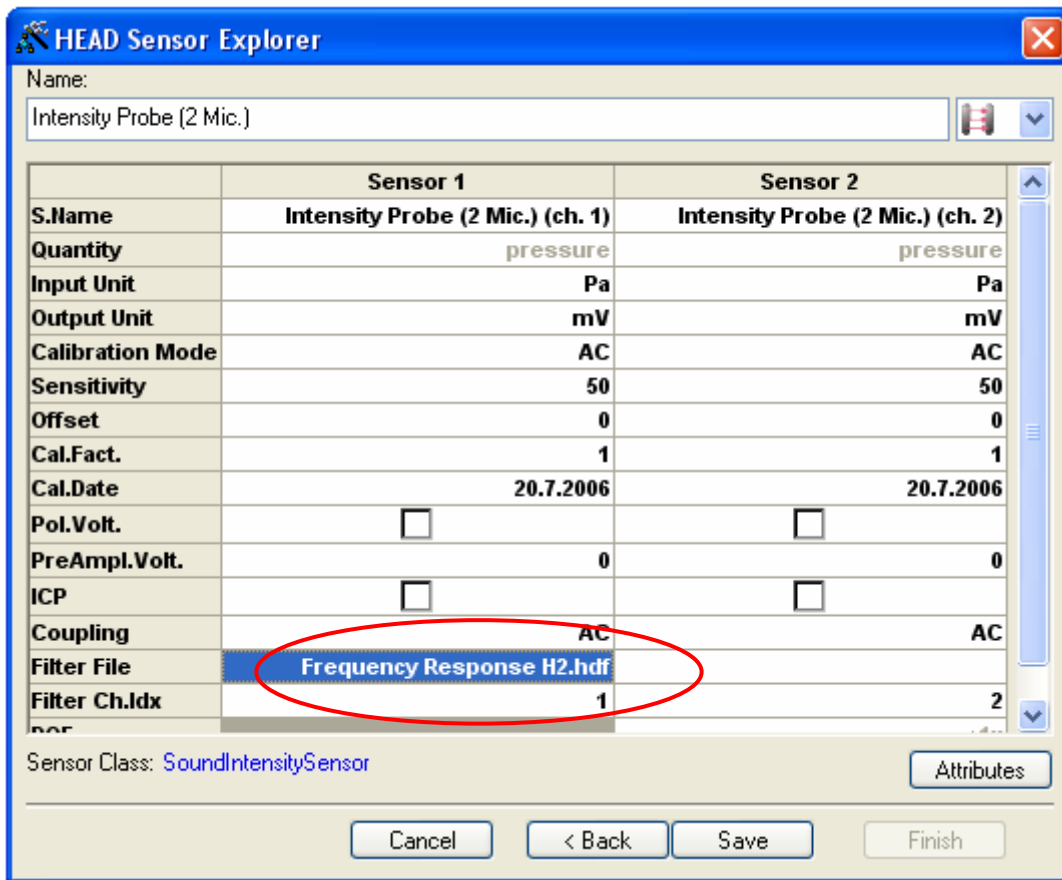 HEAD Sensor Explorer
Name:
Intensity Probe (2 Mic.)
Sensor 1 Sensor 2
S.Name Intensity Probe (2 Mic.) (ch. 1) Intensity Probe (2 Mic.) (ch. 2)
Quantity pressure pressure
Input Unit Pa Pa
Output Unit mV mV
Calibration Mode AC AC
Sensitivity 50 50
Offset 0 0
Cal.Fact. 1 1
Cal.Date 20.7.2006 20.7.2006
Pol.Volt.
PreAmpl.Volt. 0 0
ICP
Coupling AC AC
Filter File Frequency Response H2.hdf
Filter Ch.Idx 1 2
Sensor Class: SoundIntensitySensor
Attributes
Cancel < Back Save Finish